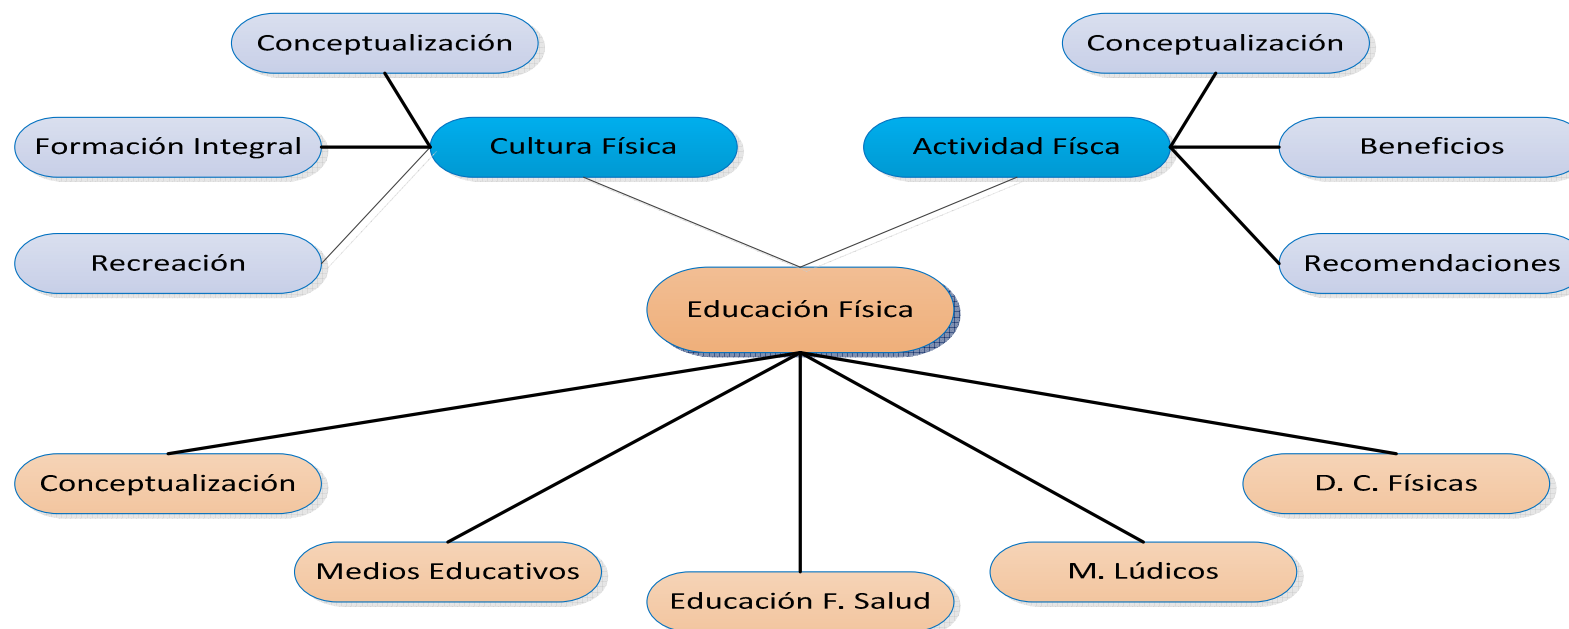 Conceptualización
Conceptualización
Formación Integral
Cultura Física
Actividad Físca
Beneficios
Recreación
Recomendaciones
Educación Física
Conceptualización
D. C. Físicas
Medios Educativos
M. Lúdicos
Educación F. Salud